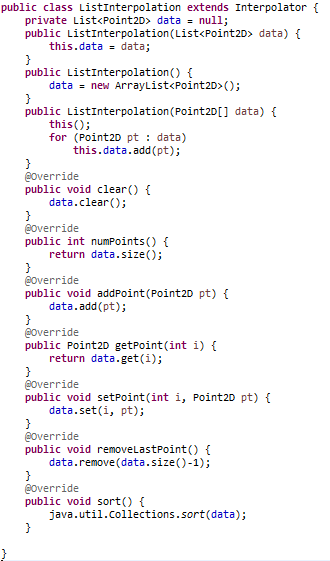 public class ListInterpolation extends Interpolator {
    private List<Point2D> data = null;
    public ListInterpolation(List<Point2D> data) {
        this.data = data;
    }
    public ListInterpolation() {
        data = new ArrayList<Point2D>();
    }
    public ListInterpolation(Point2D[] data) {
        this();
        for (Point2D pt : data)
            this.data.add(pt);
    }
    @Override
    public void clear() {
        data.clear();
    }
    @Override
    public int numPoints() {
        return data.size();
    }
    @Override
    public void addPoint(Point2D pt) {
        data.add(pt);
    }
    @Override
    public Point2D getPoint(int i) {
        return data.get(i);
    }
    @Override
    public void setPoint(int i, Point2D pt) {
        data.set(i, pt);
    }
    @Override
    public void removeLastPoint() {
        data.remove(data.size()-1);
    }
    @Override
    public void sort() {
        java.util.Collections.sort(data);
    }

}